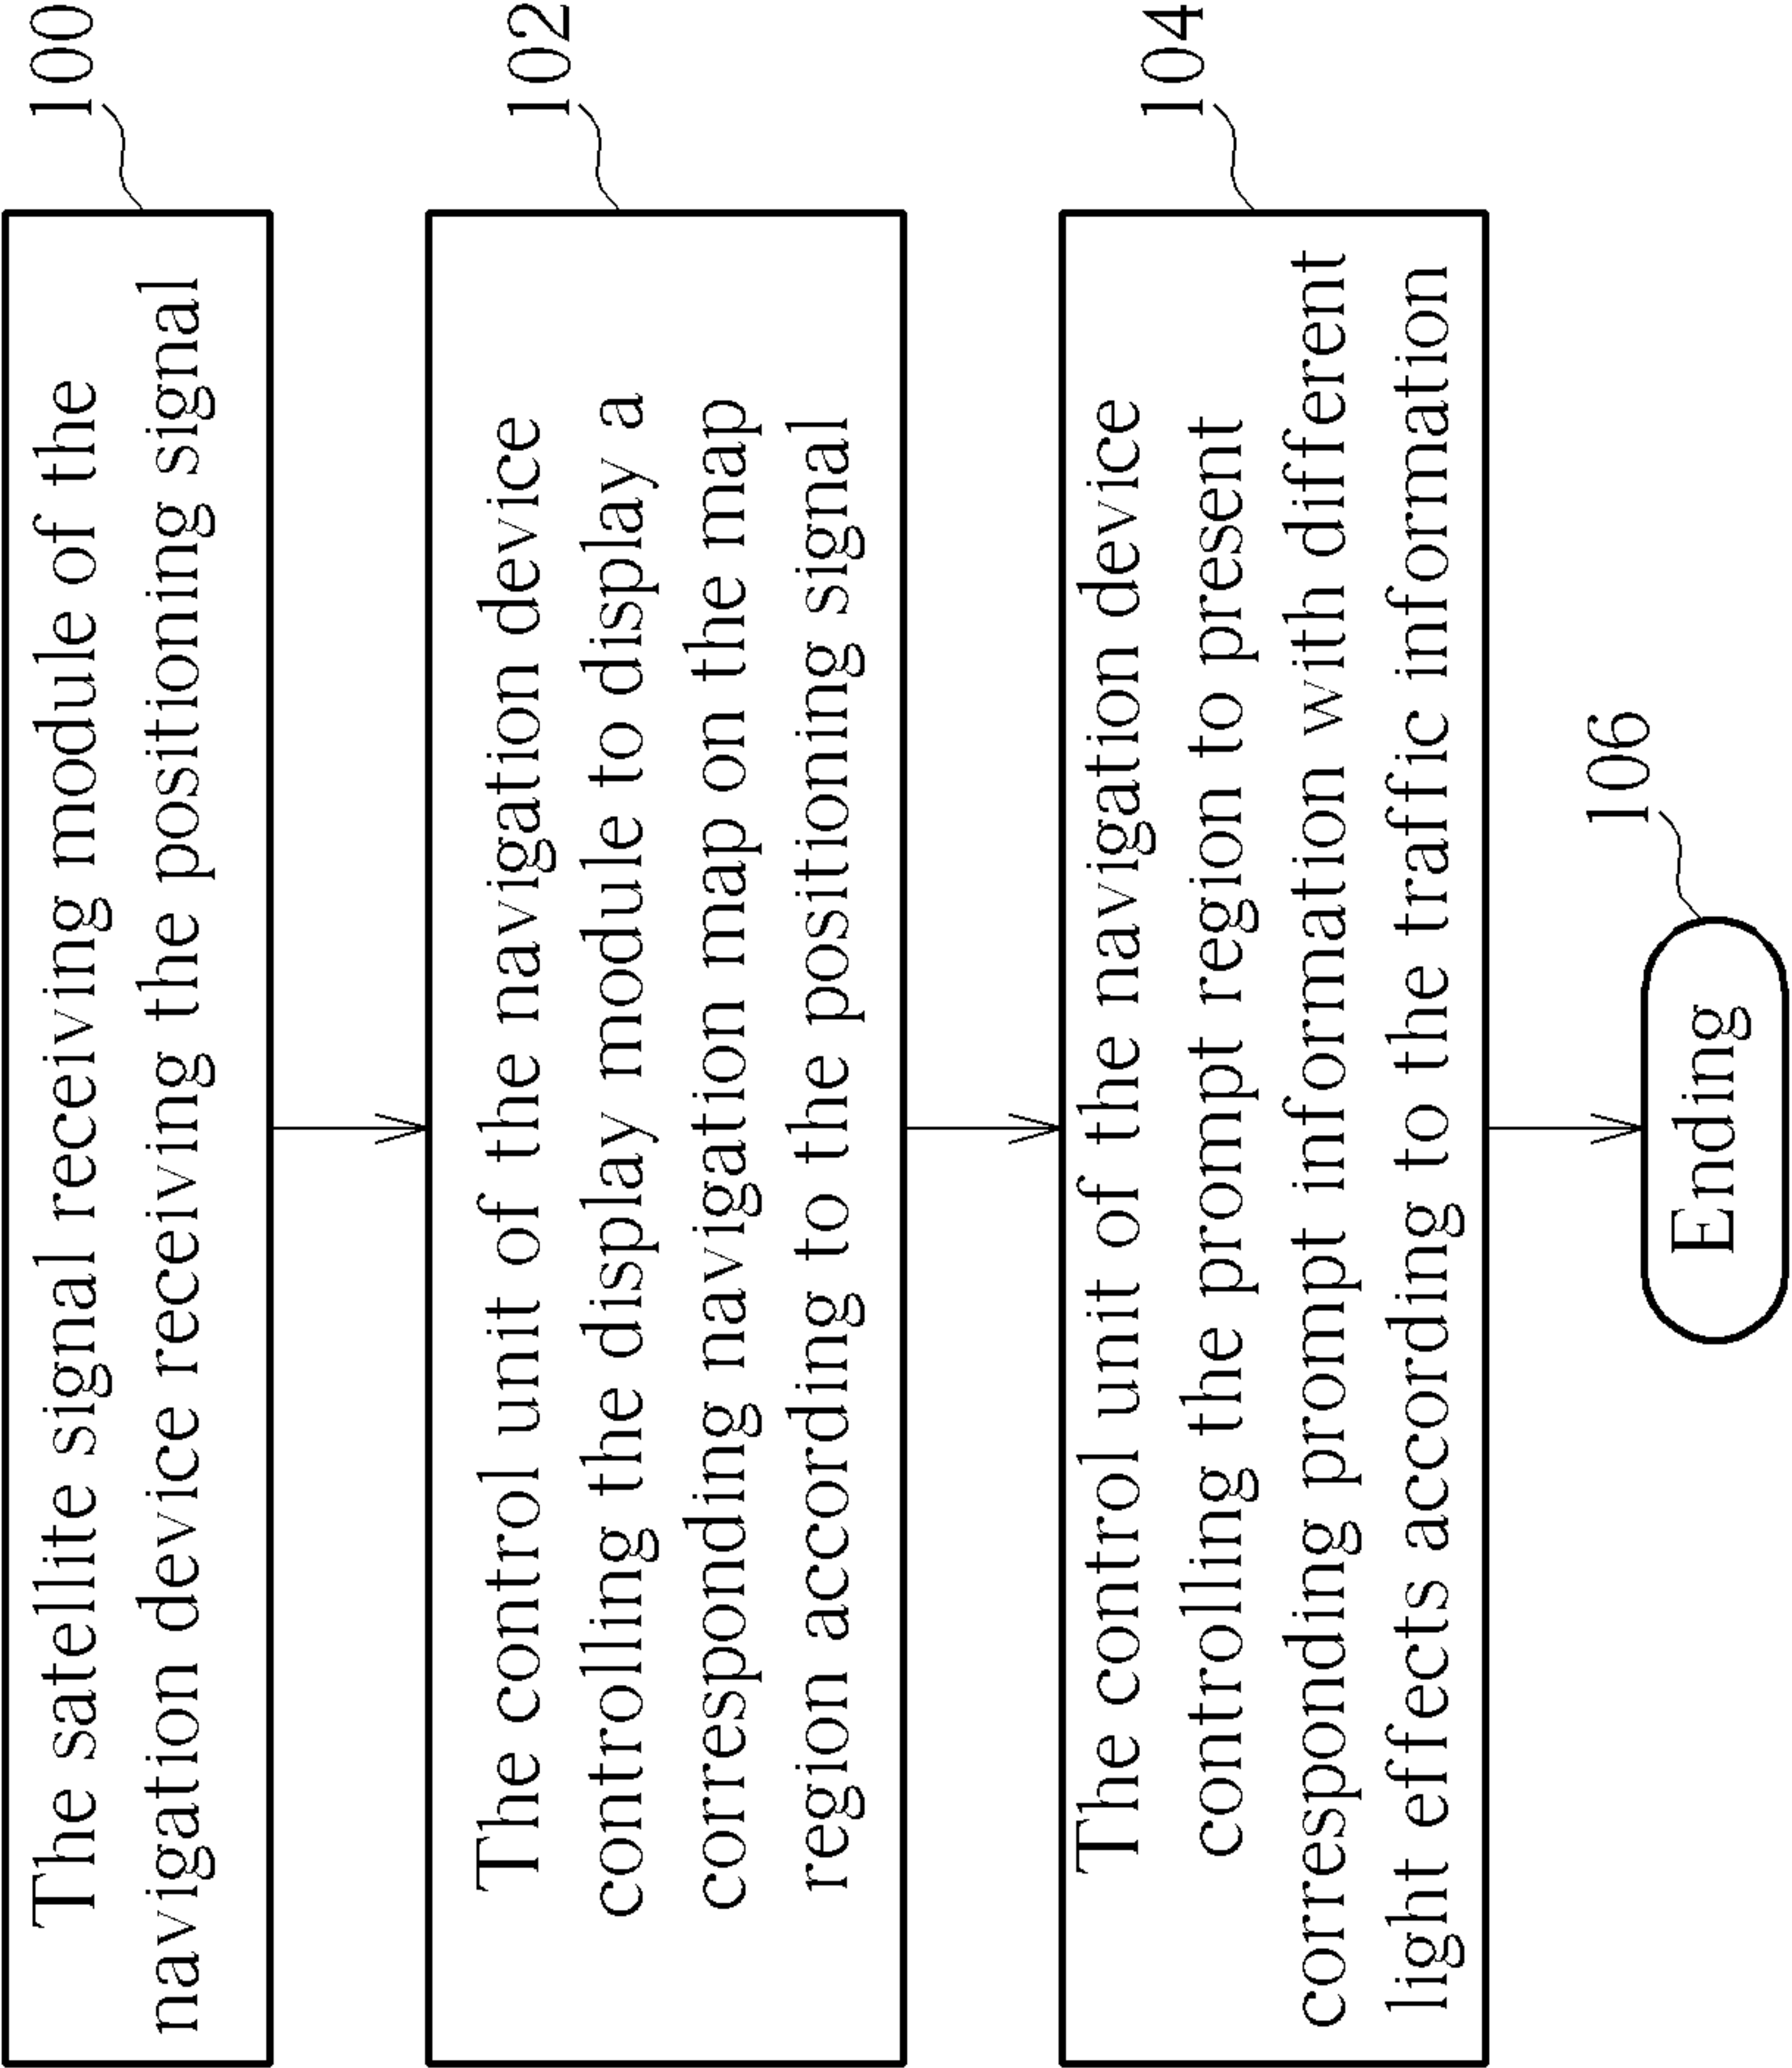 100
The satellite signal receiving module of the
navigation device receiving the positioning signal
102
The control unit of the navigation device
controlling the display module to display a
corresponding navigation map on the map
region according to the positioning signal
104
The control unit of the navigation device
controlling the prompt region to present
corresponding prompt information with different
light effects according to the traffic information
106
Ending